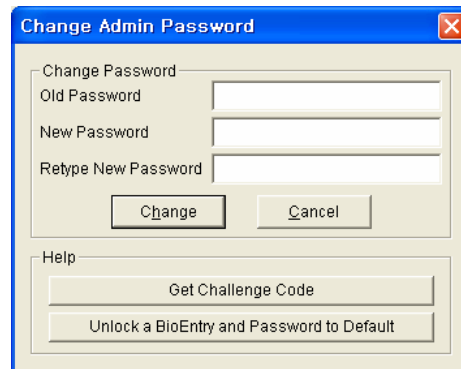 Change Admin Password
Change Password
Old Password
New Password
Retype New Password
Change Cancel
Help
Get Challenge Code
Unlock a BioEntry and Password to Default